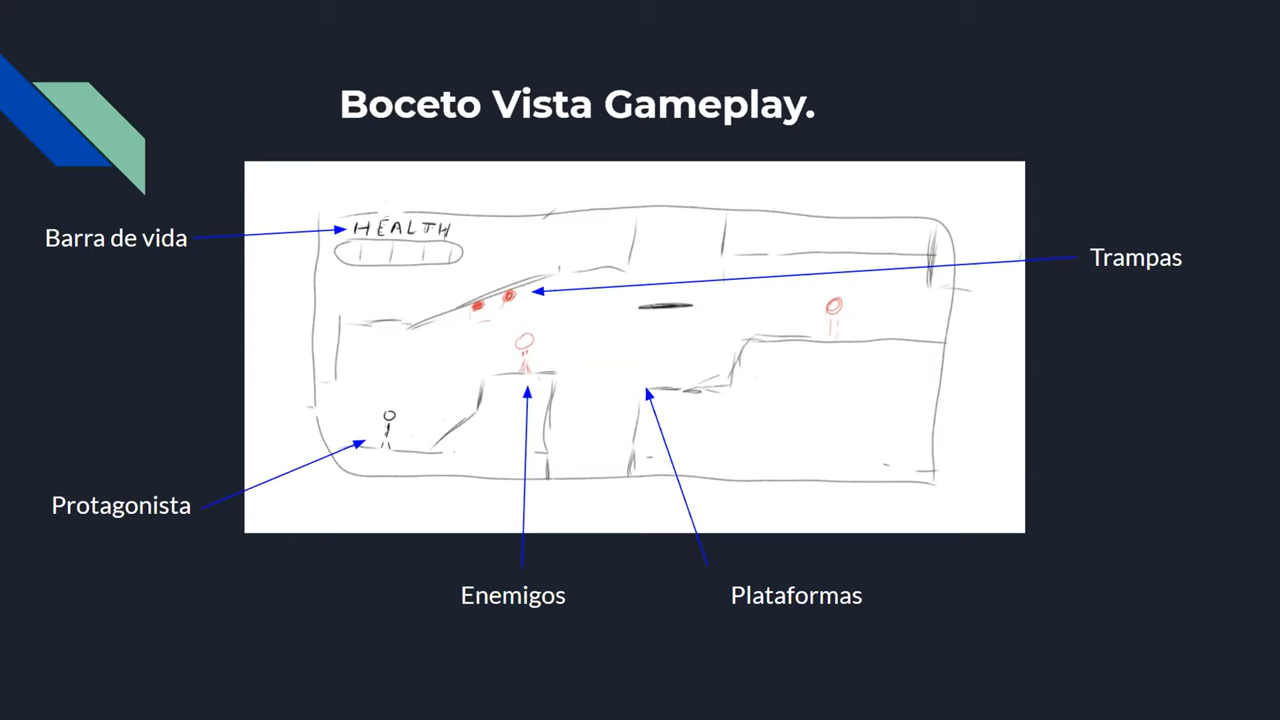 Boceto Vista Gameplay.
Barra de vida
HEALTH
Trampas
Protagonista
Enemigos
Plataformas